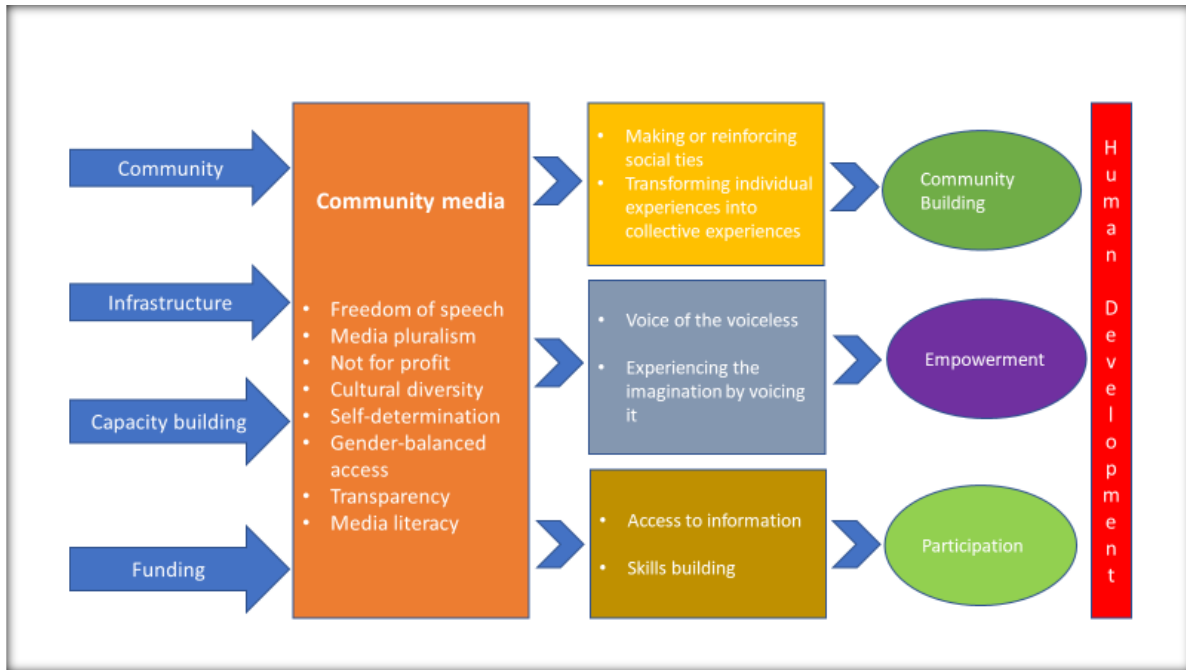 Community
Infrastructure
Capacity building
Funding
Community media
• Freedom of speech
• Media pluralism
• Not for profit
• Cultural diversity
• Self-determination
• Gender-balanced
access
• Transparency
• Media literacy
• Making or reinforcing
social ties
• Transforming individual
experiences into
collective experiences
• Voice of the voiceless
• Experiencing the
imagination by voicing
it
• Access to information
• Skills building
Community
Building
Empowerment
Participation
Human Development